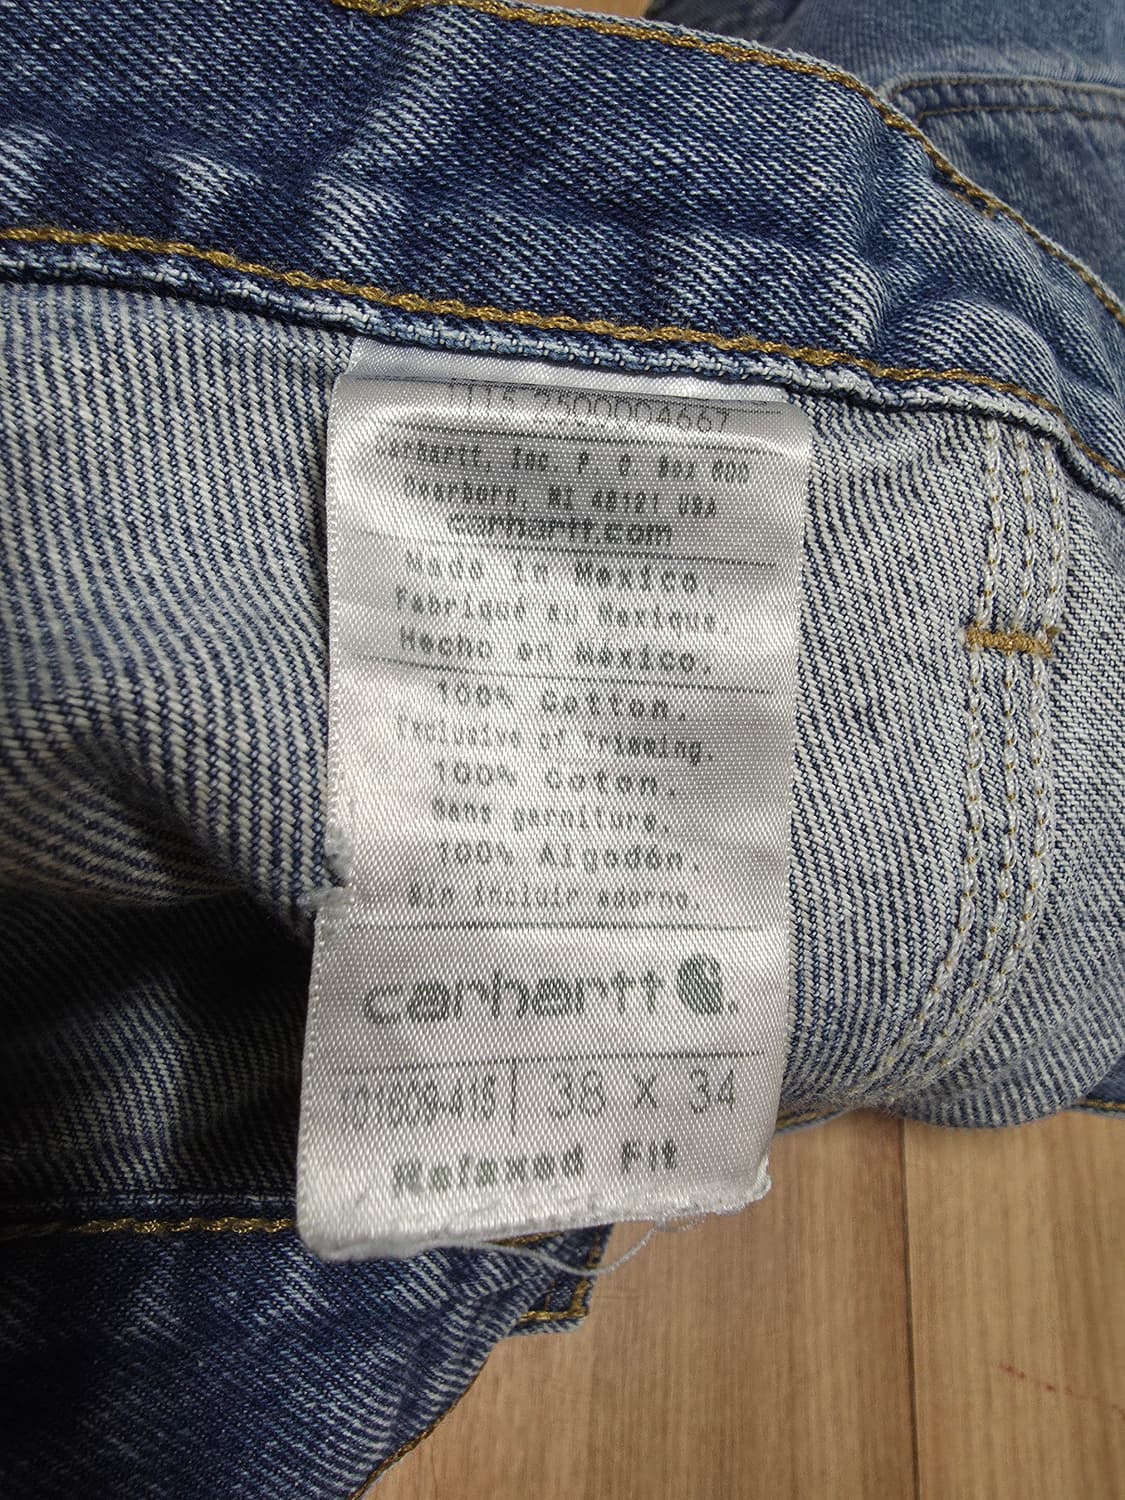 2500004667
Carhartt, Inc. P. O. Box 600
Dearborn, MI 48121 USA
carhartt.com
Made in Mexico.
Fabriqué au Mexique.
Hecho en México.
100% Cotton.
Exclusive of Trimming.
100% Coton.
Sans garniture.
100% Algodón.
Sin incluir adorno.
carhartt.
38 X 34
Relaxed Fit